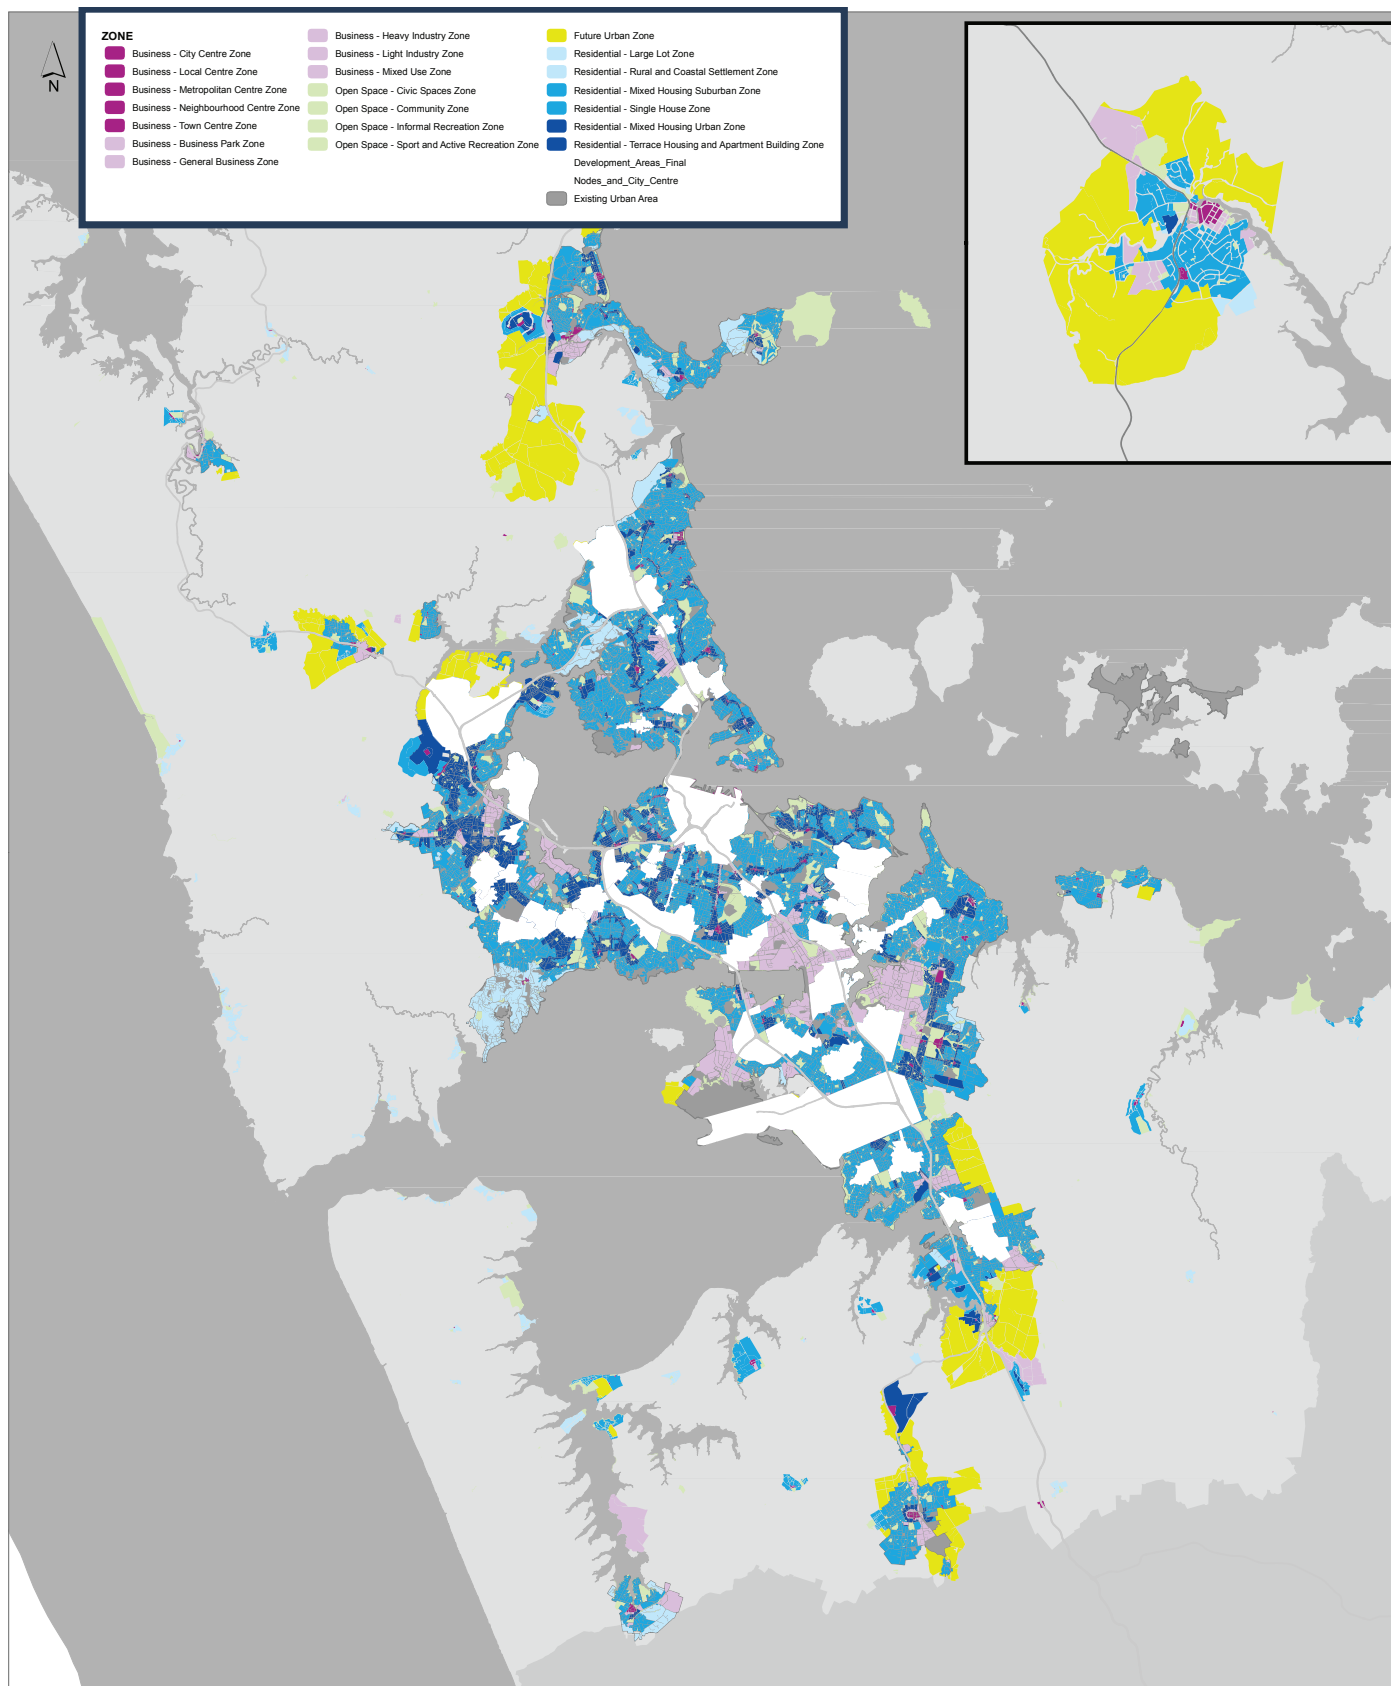 ZONE
Business - City Centre Zone
Business - Local Centre Zone
Business - Metropolitan Centre Zone
Business - Neighbourhood Centre Zone
Business - Town Centre Zone
Business - Business Park Zone
Business - General Business Zone
Business - Heavy Industry Zone
Business - Light Industry Zone
Business - Mixed Use Zone
Open Space - Civic Spaces Zone
Open Space - Community Zone
Open Space - Informal Recreation Zone
Open Space - Sport and Active Recreation Zone
Future Urban Zone
Residential - Large Lot Zone
Residential - Rural and Coastal Settlement Zone
Residential - Mixed Housing Suburban Zone
Residential - Single House Zone
Residential - Mixed Housing Urban Zone
Residential - Terrace Housing and Apartment Building Zone
Development_Areas_Final
Nodes_and_City_Centre
Existing Urban Area
N